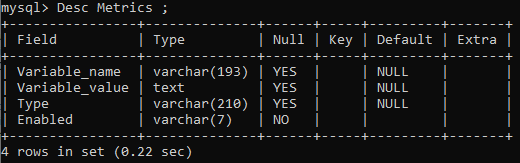 mysql> Desc Metrics ;
+----------------+--------------+------+-----+---------+-------+
| Field          | Type         | Null | Key | Default | Extra |
+----------------+--------------+------+-----+---------+-------+
| Variable_name  | varchar(193) | YES  |     | NULL    |       |
| Variable_value | text         | YES  |     | NULL    |       |
| Type           | varchar(210) | YES  |     | NULL    |       |
| Enabled        | varchar(7)   | NO   |     |         |       |
+----------------+--------------+------+-----+---------+-------+
4 rows in set (0.22 sec)